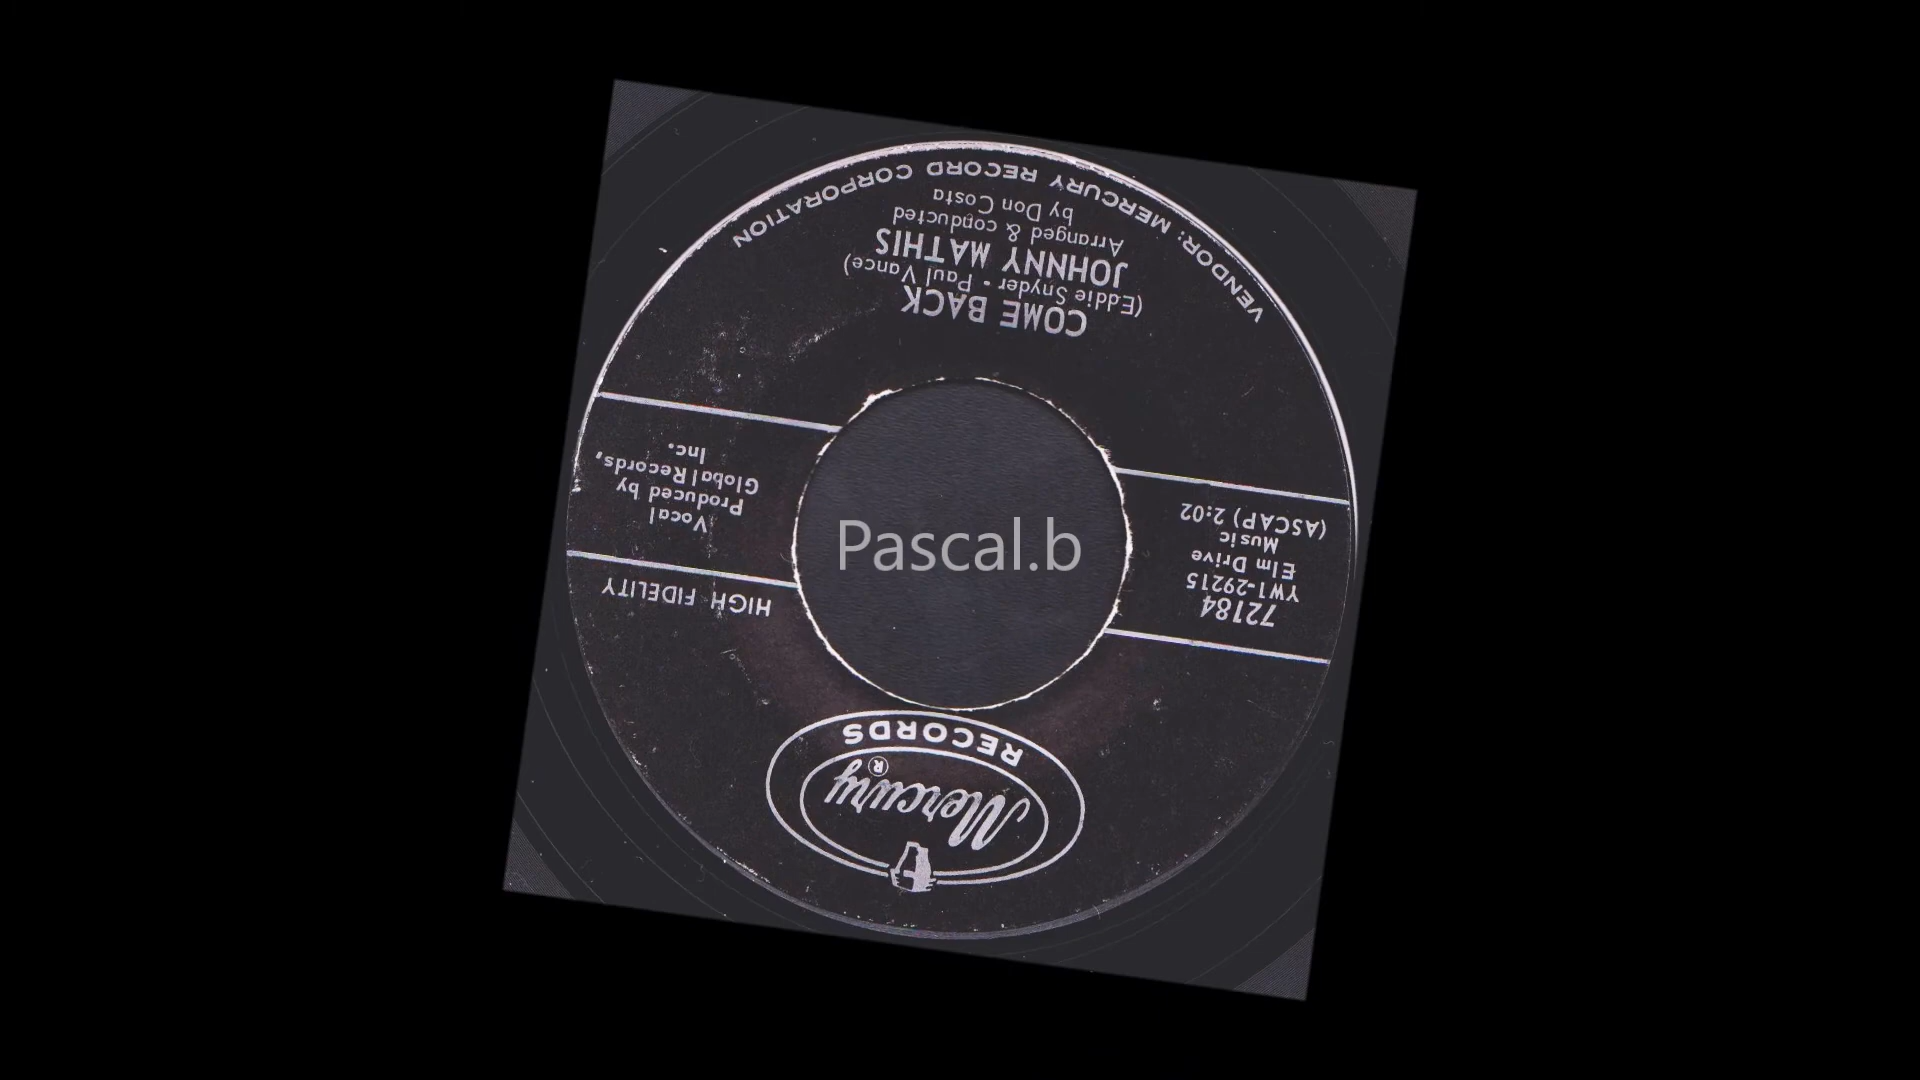 Mercury
®
RECORDS
HIGH FIDELITY
72184
YW1-29215
Elm Drive
Music
(ASCAP) 2:02
Vocal
Produced by
Global Records,
Inc.
COME BACK
(Eddie Snyder - Paul Vance)
JOHNNY MATHIS
Arranged & conducted
by Don Costa
VENDOR: MERCURY RECORD CORPORATION
Pascal.b